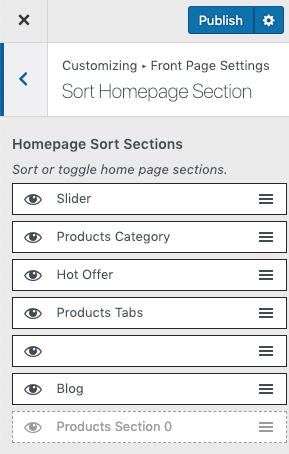 Publish
Customizing ▸ Front Page Settings
Sort Homepage Section
Homepage Sort Sections
Sort or toggle home page sections.
Slider
Products Category
Hot Offer
Products Tabs
Blog
Products Section 0